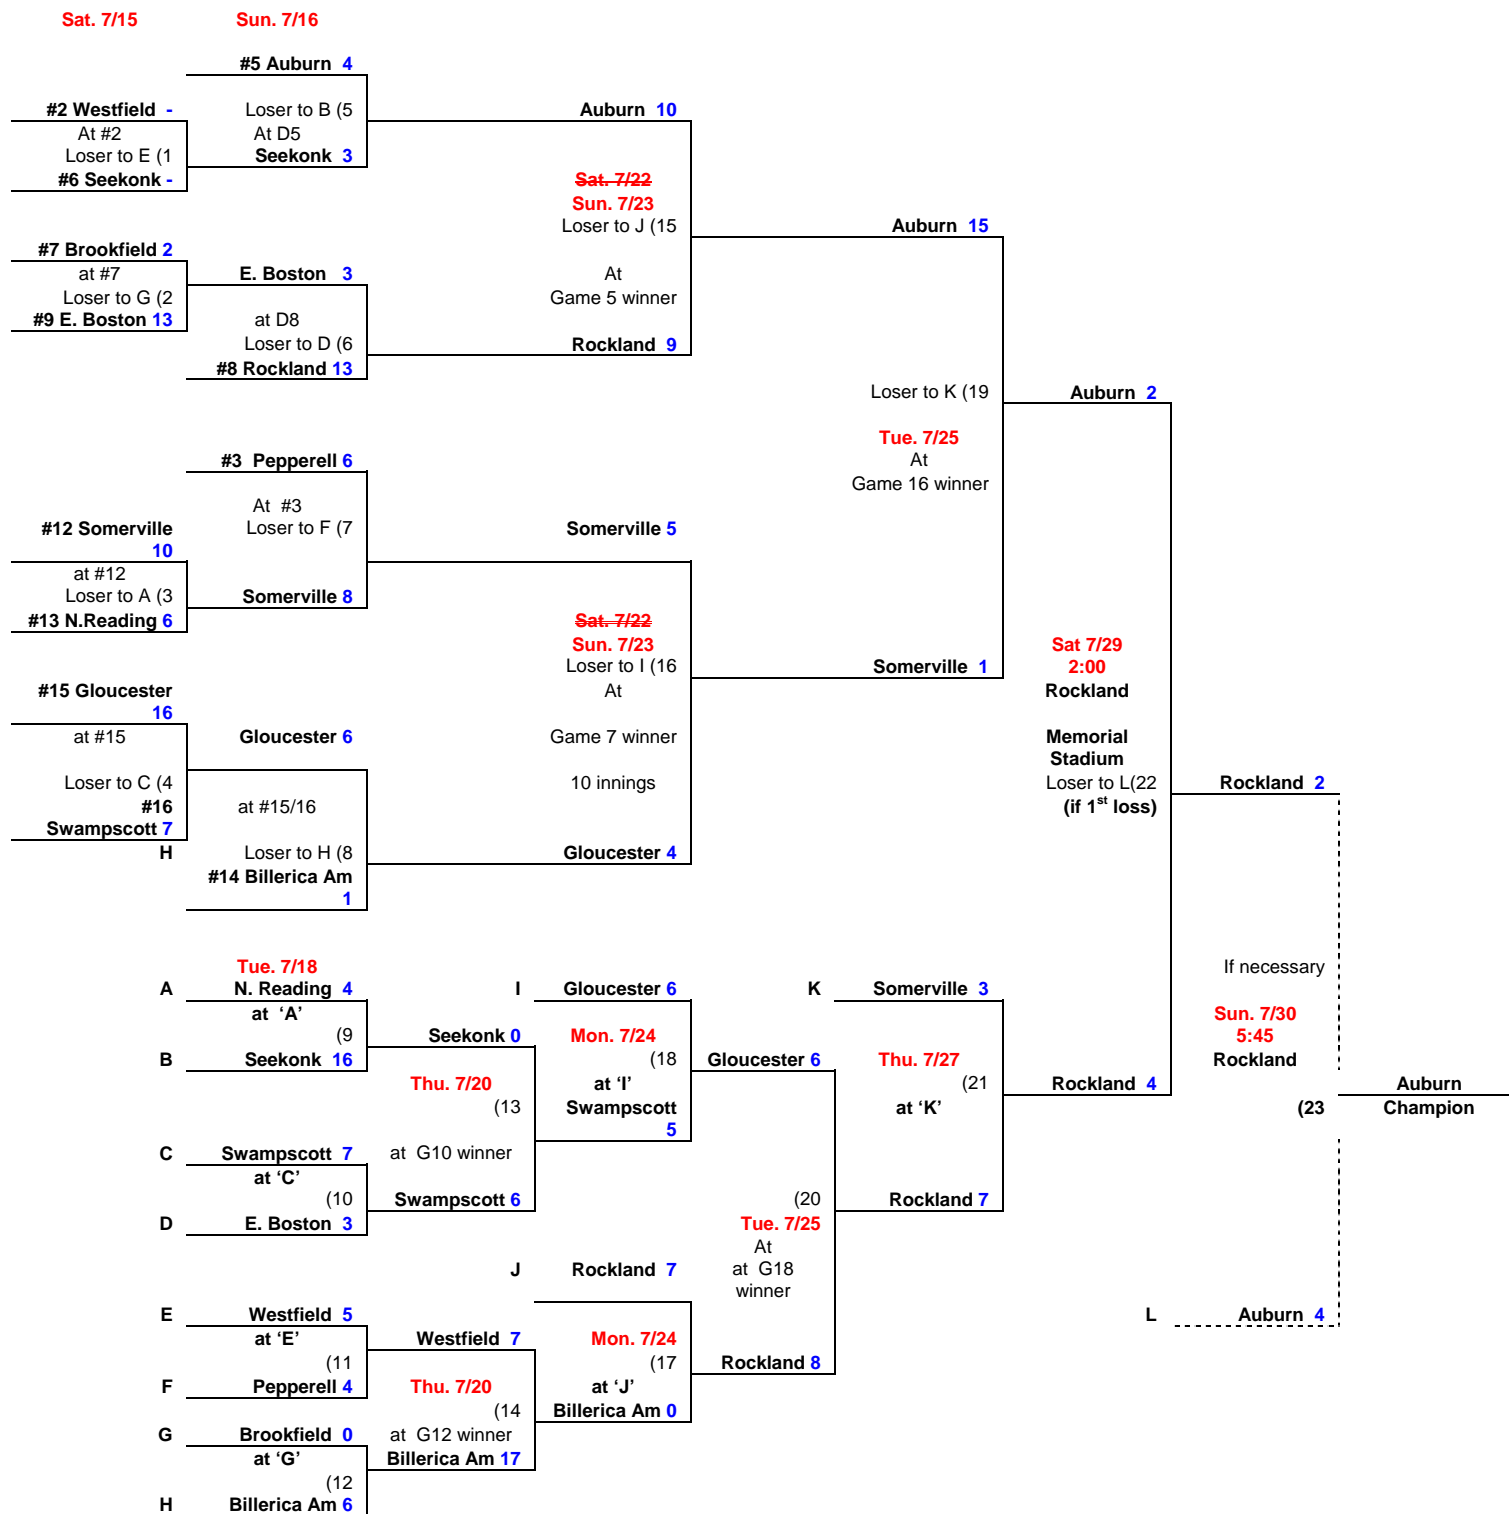 Sat. 7/15 Sun. 7/16
#5 Auburn 4
#2 Westfield - Loser to B (5 Auburn 10
At #2 At D5
Loser to E (1 Seekonk 3
#6 Seekonk - Sat. 7/22
Sun. 7/23
Loser to J (15 Auburn 15
#7 Brookfield 2
at #7 E. Boston 3 At
Loser to G (2 Game 5 winner
#9 E. Boston 13 at D8
Loser to D (6 Rockland 9
#8 Rockland 13
Loser to K (19 Auburn 2
Tue. 7/25
#3 Pepperell 6 At
Game 16 winner
At #3
#12 Somerville Loser to F (7 Somerville 5
10
at #12
Loser to A (3 Somerville 8
#13 N.Reading 6 Sat. 7/22
Sun. 7/23 Sat 7/29
Loser to I (16 Somerville 1 2:00
#15 Gloucester At Rockland
16
at #15 Gloucester 6 Game 7 winner Memorial
Stadium
Loser to C (4 10 innings Loser to L(22 Rockland 2
#16 at #15/16 (if 1st loss)
Swampscott 7
H Loser to H (8 Gloucester 4
#14 Billerica Am
1
Tue. 7/18 If necessary
A N. Reading 4 I Gloucester 6 K Somerville 3
at ‘A’ Sun. 7/30
(9 Seekonk 0 Mon. 7/24 5:45
B Seekonk 16 (18 Gloucester 6 Thu. 7/27 Rockland
Thu. 7/20 at ‘I’ (21 Rockland 4 Auburn
(13 Swampscott at ‘K’ (23 Champion
5
C Swampscott 7 at G10 winner
at ‘C’
(10 Swampscott 6 (20 Rockland 7
D E. Boston 3 Tue. 7/25
At
J Rockland 7 at G18
winner
E Westfield 5 L Auburn 4
at ‘E’ Westfield 7 Mon. 7/24
(11 (17 Rockland 8
F Pepperell 4 Thu. 7/20 at ‘J’
(14 Billerica Am 0
G Brookfield 0 at G12 winner
at ‘G’ Billerica Am 17
(12
H Billerica Am 6